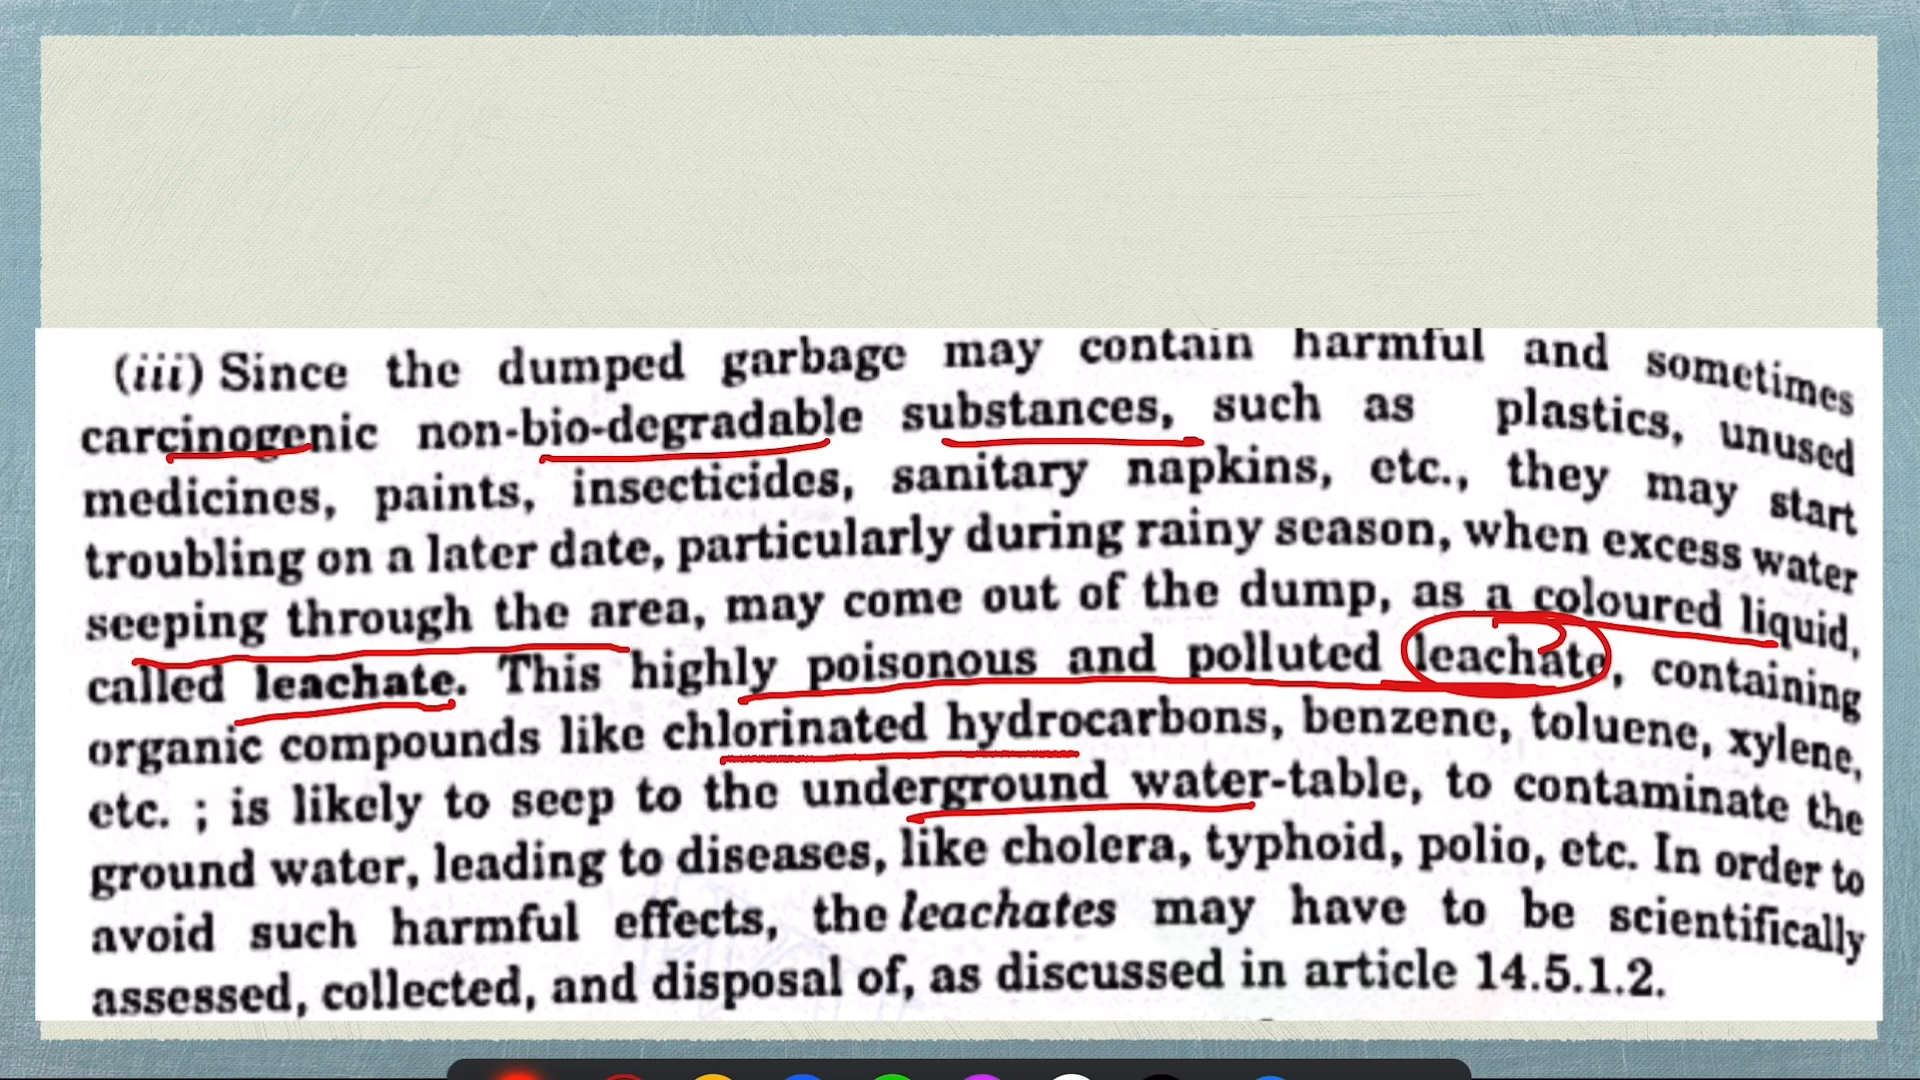 (iii) Since the dumped garbage may contain harmful and sometimes
carcinogenic non-bio-degradable substances, such as plastics, unused
medicines, paints, insecticides, sanitary napkins, etc., they may start
troubling on a later date, particularly during rainy season, when excess water
seeping through the area, may come out of the dump, as a coloured liquid,
called leachate. This highly poisonous and polluted leachate, containing
organic compounds like chlorinated hydrocarbons, benzene, toluene, xylene,
etc. ; is likely to seep to the underground water-table, to contaminate the
ground water, leading to diseases, like cholera, typhoid, polio, etc. In order to
avoid such harmful effects, the leachates may have to be scientifically
assessed, collected, and disposal of, as discussed in article 14.5.1.2.